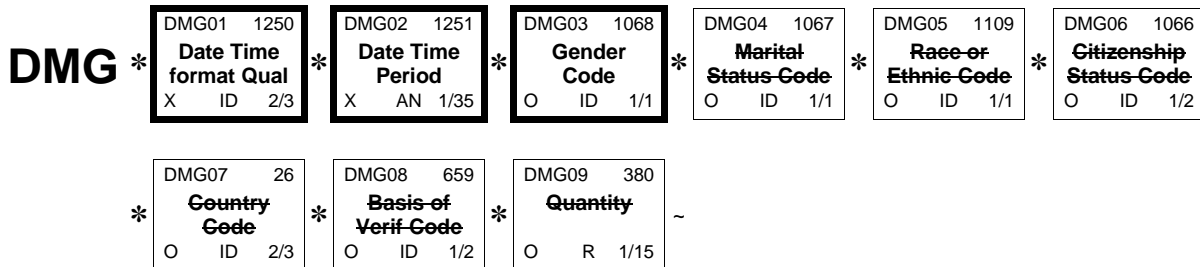 DMG01 1250 DMG02 1251 DMG03 1068 DMG04 1067 DMG05 1109 DMG06 1066
DMG * Date Time * Date Time * Gender * Marital * Race or * Citizenship
format Qual Period Code Status Code Ethnic Code Status Code
X ID 2/3 X AN 1/35 O ID 1/1 O ID 1/1 O ID 1/1 O ID 1/2
DMG07 26 DMG08 659 DMG09 380
* Country * Basis of * Quantity ~
Code Verif Code
O ID 2/3 O ID 1/2 O R 1/15